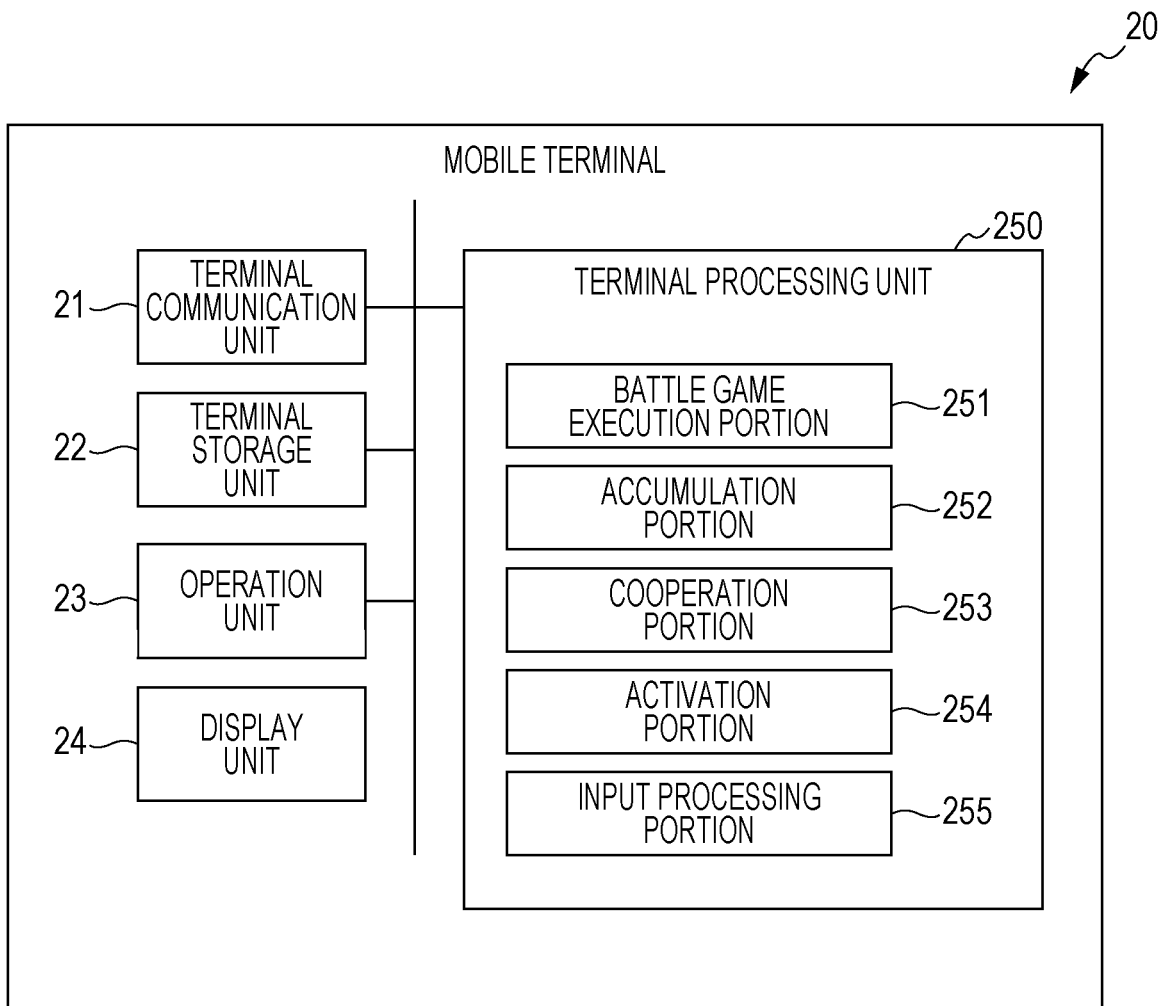 20
MOBILE TERMINAL
250
TERMINAL PROCESSING UNIT
21
TERMINAL
COMMUNICATION
UNIT
22
TERMINAL
STORAGE
UNIT
23
OPERATION
UNIT
24
DISPLAY
UNIT
BATTLE GAME
EXECUTION PORTION
251
ACCUMULATION
PORTION
252
COOPERATION
PORTION
253
ACTIVATION
PORTION
254
INPUT PROCESSING
PORTION
255